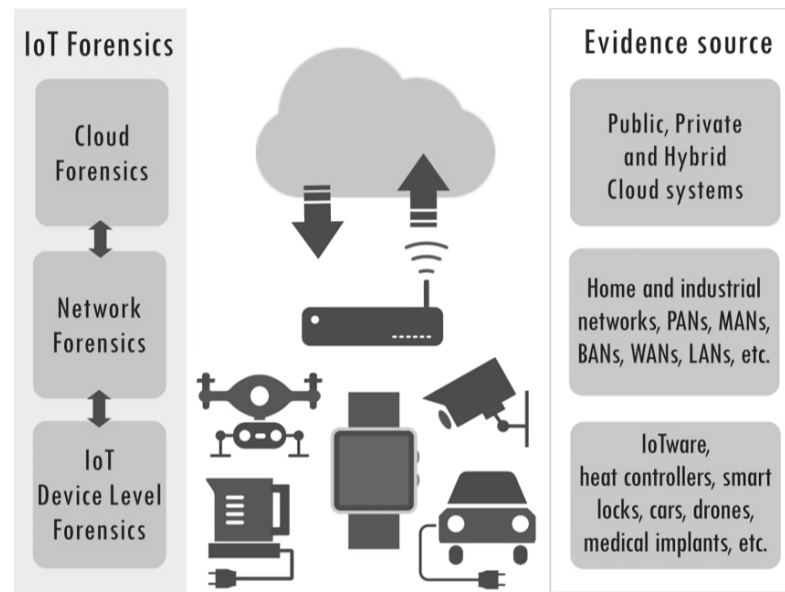 IoT Forensics
Cloud
Forensics
Network
Forensics
IoT
Device Level
Forensics
Evidence source
Public, Private
and Hybrid
Cloud systems
Home and industrial
networks, PANs, MANs,
BANs, WANs, LANs, etc.
IoTware,
heat controllers, smart
locks, cars, drones,
medical implants, etc.